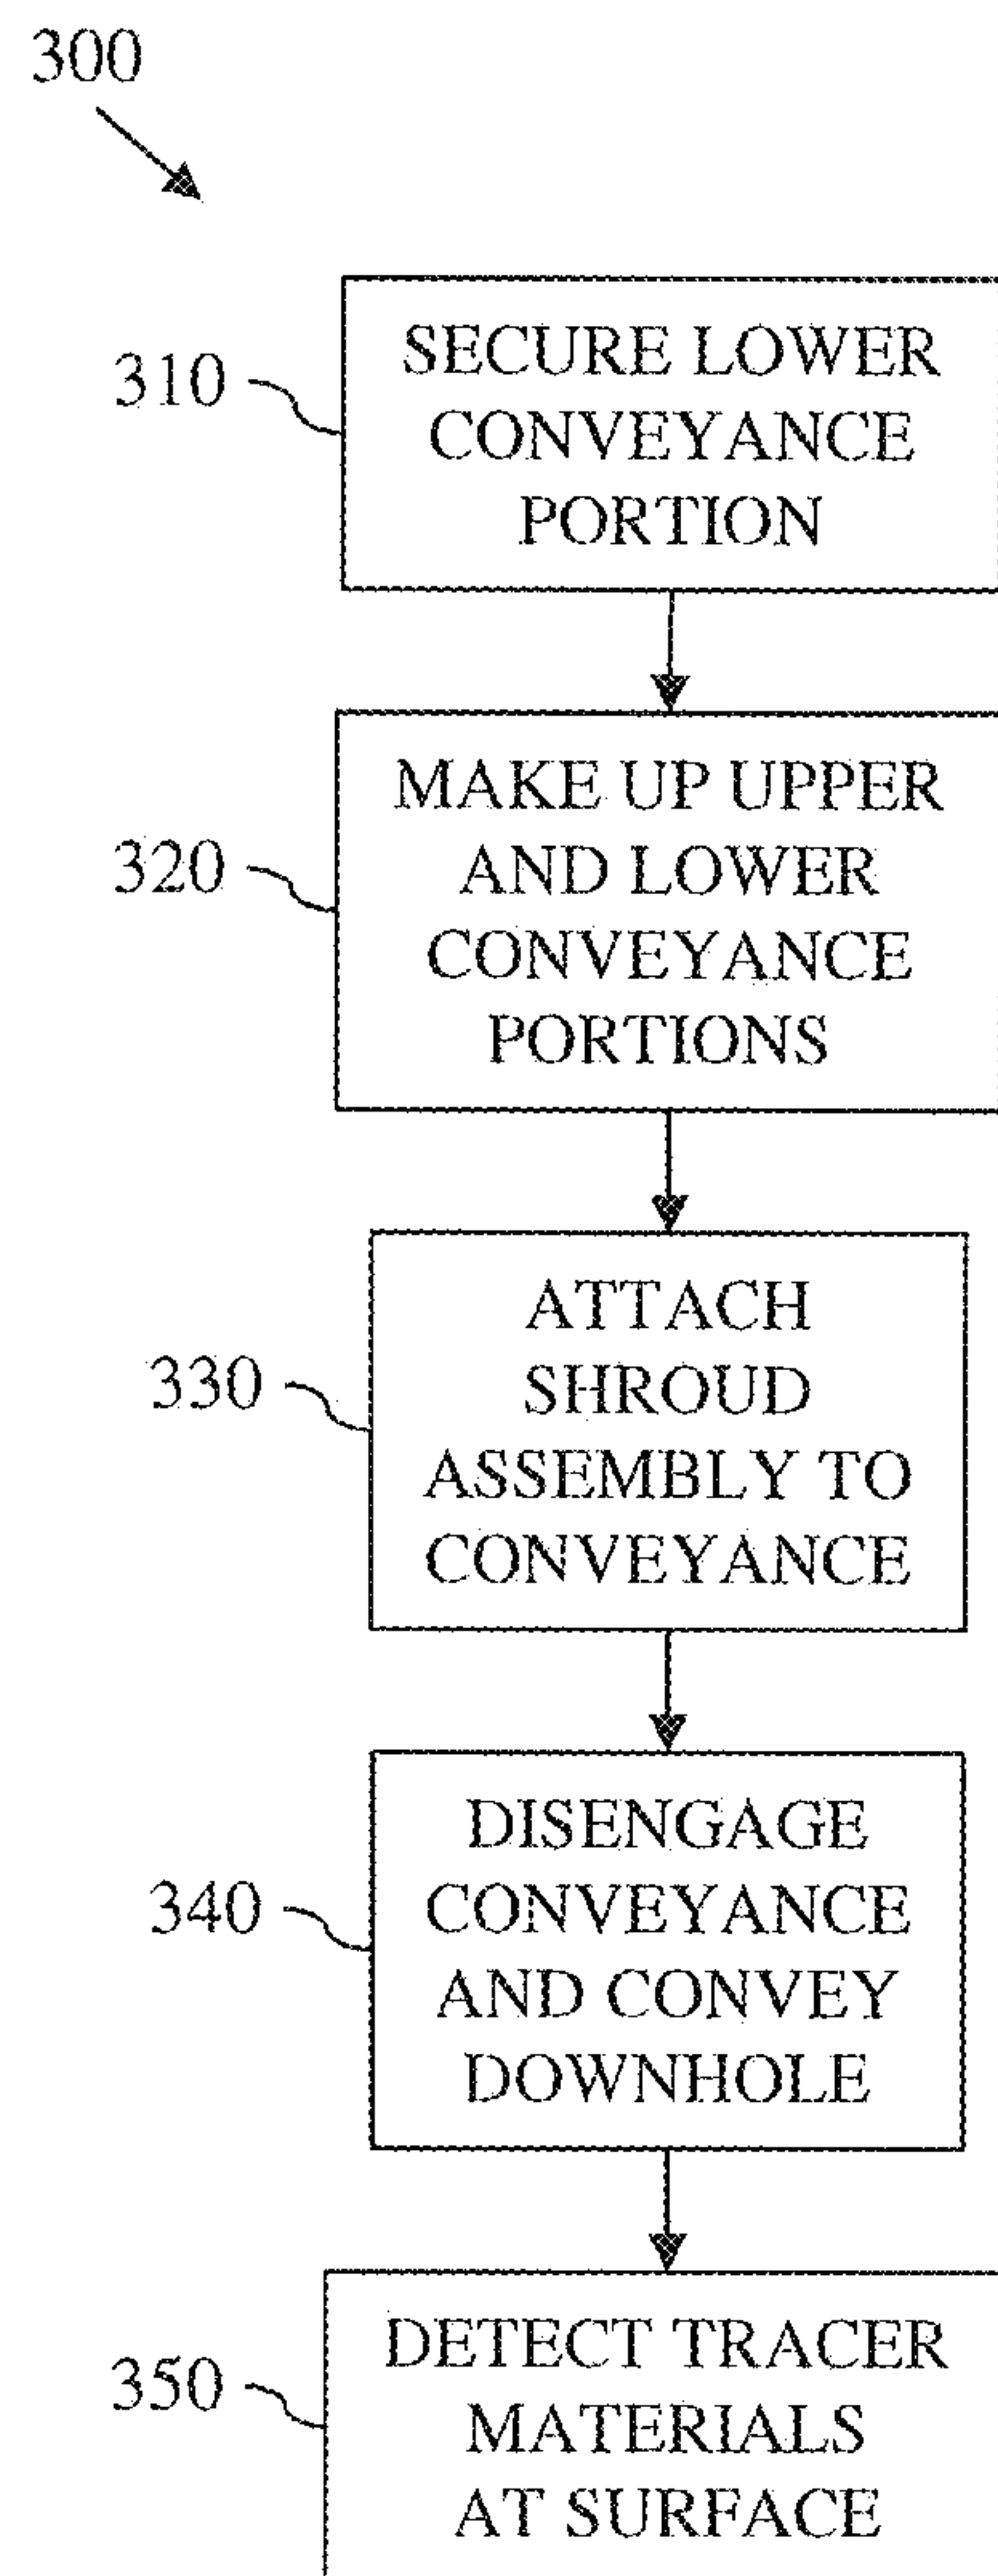 300
310
SECURE LOWER
CONVEYANCE
PORTION
320
MAKE UP UPPER
AND LOWER
CONVEYANCE
PORTIONS
330
ATTACH
SHROUD
ASSEMBLY TO
CONVEYANCE
340
DISENGAGE
CONVEYANCE
AND CONVEY
DOWNHOLE
350
DETECT TRACER
MATERIALS
AT SURFACE